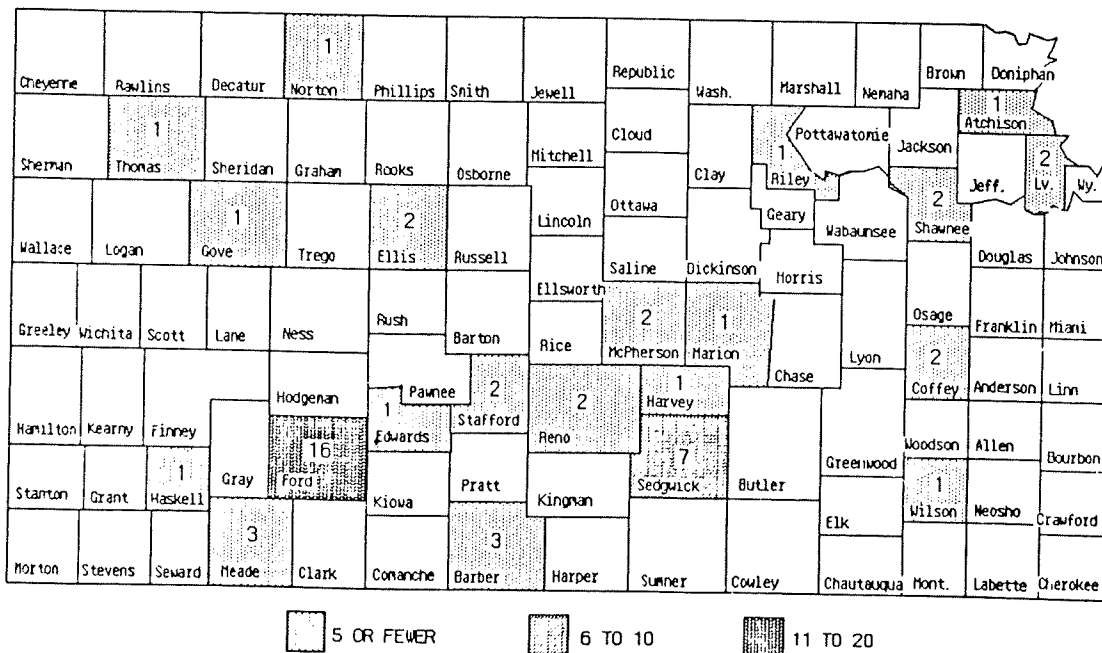 1
Cheyenne Rawlins Decatur Norton Phillips Smith Jewell Republic Wash. Marshall Nemaha Brown Doniphan
1 1
Sherman Thomas Sheridan Graham Rooks Osborne Mitchell Cloud Clay Riley Pottawatomie Jackson Atchison
1 2
Jeff. Lv. Wy.
1 2 2
Wallace Logan Gove Trego Ellis Russell Lincoln Ottawa Geary Wabaunsee Shawnee
Saline Dickinson Morris Douglas Johnson
Ellsworth Osage
2 1
Greeley Wichita Scott Lane Ness Rush Barton Rice McPherson Marion Chase Lyon Franklin Miami
2
Coffey Anderson Linn
Hodgeman Pawnee
1 2 2 1
Hamilton Kearny Finney Edwards Stafford Reno Harvey
Woodson Allen Bourbon
1 16 7
Stanton Grant Haskell Gray Ford Kiowa Pratt Kingman Sedgwick Butler Greenwood
1
Wilson Neosho Crawford
Elk
3 3
Morton Stevens Seward Meade Clark Comanche Barber Harper Sumner Cowley Chautauqua Mont. Labette Cherokee
5 OR FEWER 6 TO 10 11 TO 20